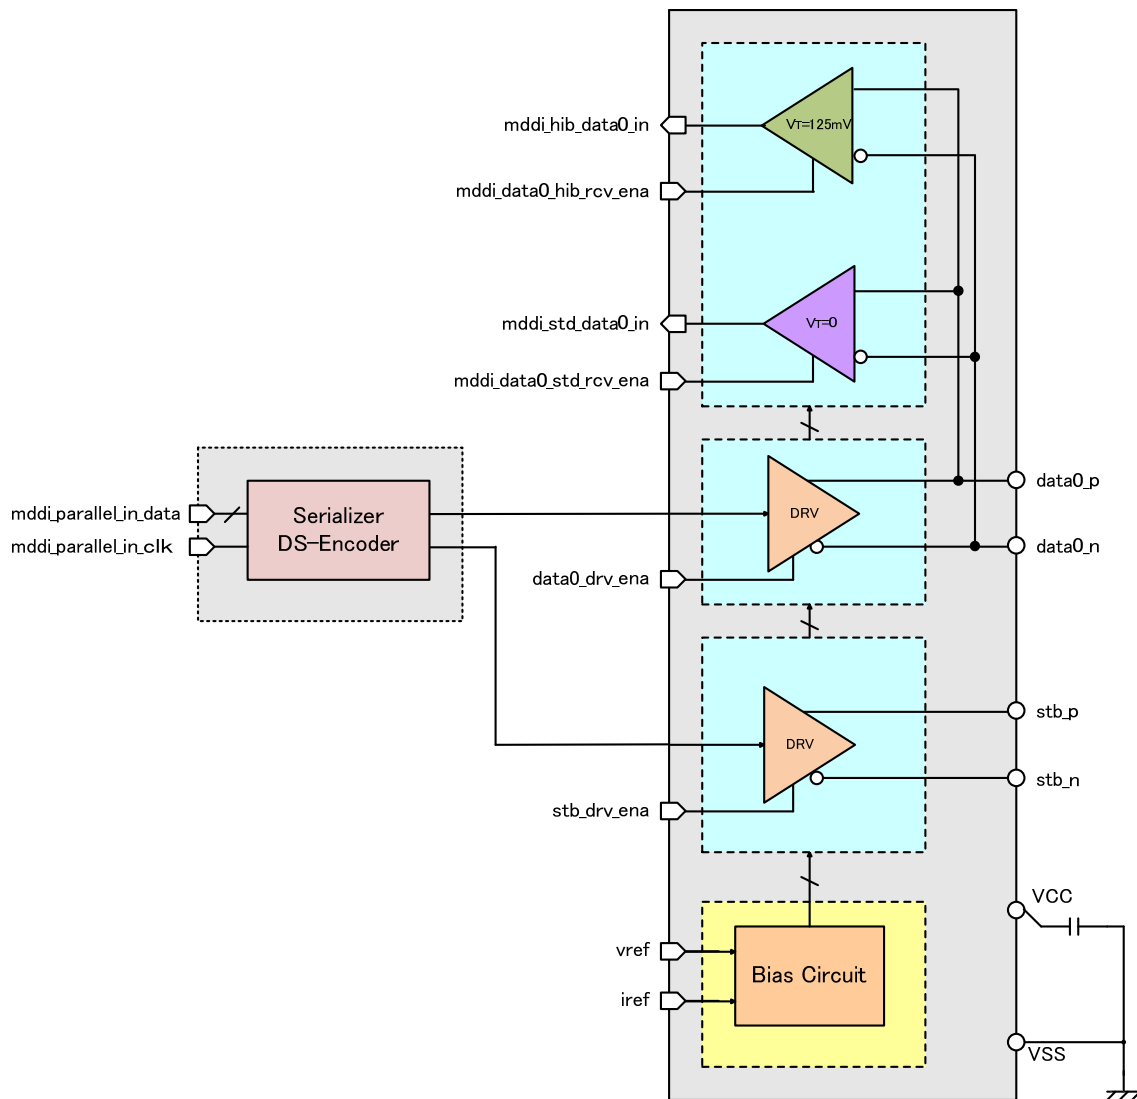 mddi_hib_data0_in
VT=125mV
mddi_data0_hib_rcv_ena
mddi_std_data0_in
VT=0
mddi_data0_std_rcv_ena
mddi_parallel_in_data
mddi_parallel_in_clk
Serializer
DS-Encoder
DRV
data0_p
data0_n
data0_drv_ena
stb_p
DRV
stb_n
stb_drv_ena
VCC
vref
Bias Circuit
iref
VSS